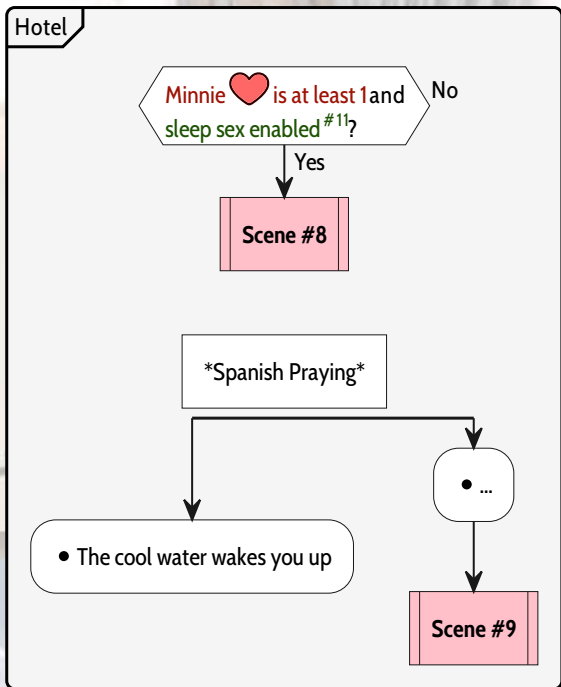 Hotel
Minnie is at least 1 and
sleep sex enabled #11?
No
Yes
Scene #8
*Spanish Praying*
• ...
• The cool water wakes you up
Scene #9